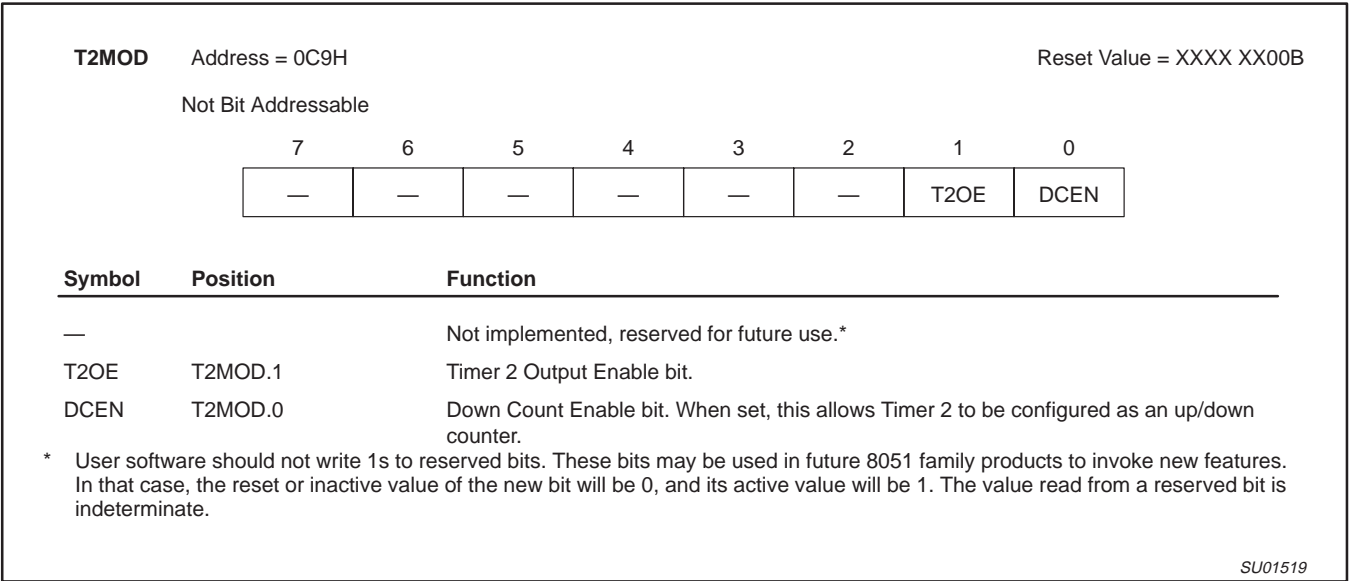 T2MOD Address = 0C9H Reset Value = XXXX XX00B
Not Bit Addressable
7 6 5 4 3 2 1 0
— — — — — — T2OE DCEN
Symbol Position Function
— Not implemented, reserved for future use.*
T2OE T2MOD.1 Timer 2 Output Enable bit.
DCEN T2MOD.0 Down Count Enable bit. When set, this allows Timer 2 to be configured as an up/down
counter.
* User software should not write 1s to reserved bits. These bits may be used in future 8051 family products to invoke new features.
In that case, the reset or inactive value of the new bit will be 0, and its active value will be 1. The value read from a reserved bit is
indeterminate.
SU01519